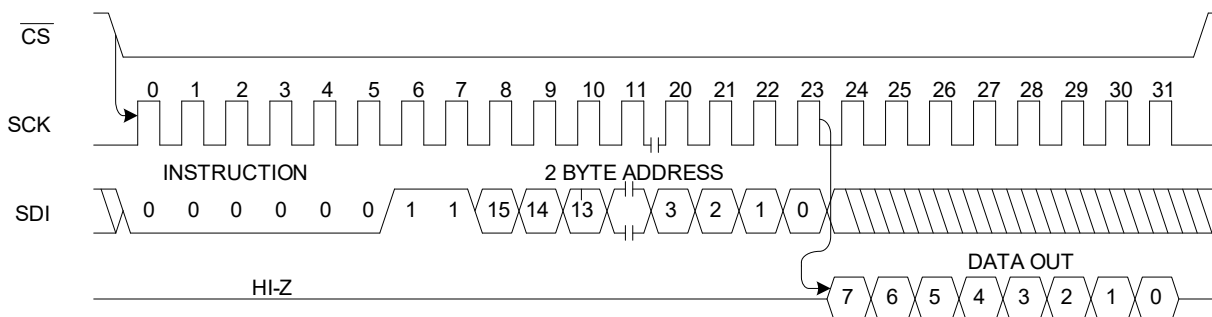 CS
0 1 2 3 4 5 6 7 8 9 10 11 20 21 22 23 24 25 26 27 28 29 30 31
SCK
INSTRUCTION 2 BYTE ADDRESS
SDI 0 0 0 0 0 0 1 1 15 14 13 3 2 1 0
DATA OUT
HI-Z
7 6 5 4 3 2 1 0